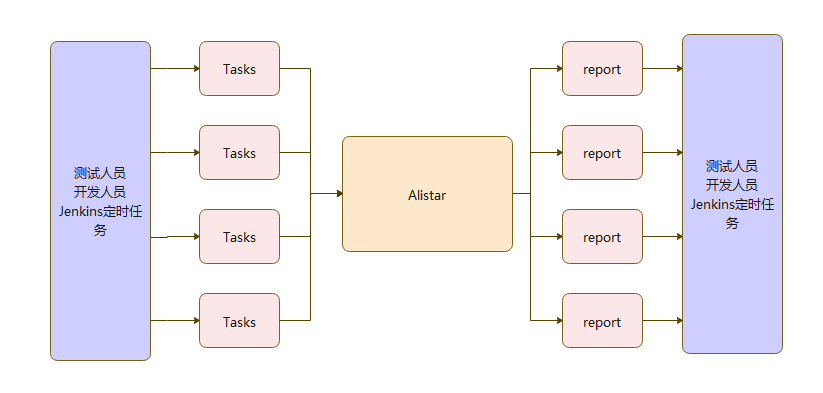 测试人员
开发人员
Jenkins定时任
务
Tasks
Tasks
Tasks
Tasks
Alistar
report
report
report
report
测试人员
开发人员
Jenkins定时任
务